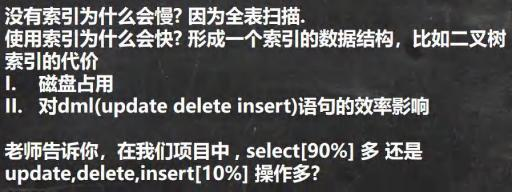 没有索引为什么会慢? 因为全表扫描.
使用索引为什么会快? 形成一个索引的数据结构，比如二叉树
索引的代价
I. 磁盘占用
II. 对dml(update delete insert)语句的效率影响
老师告诉你，在我们项目中 , select[90%] 多 还是
update,delete,insert[10%] 操作多?